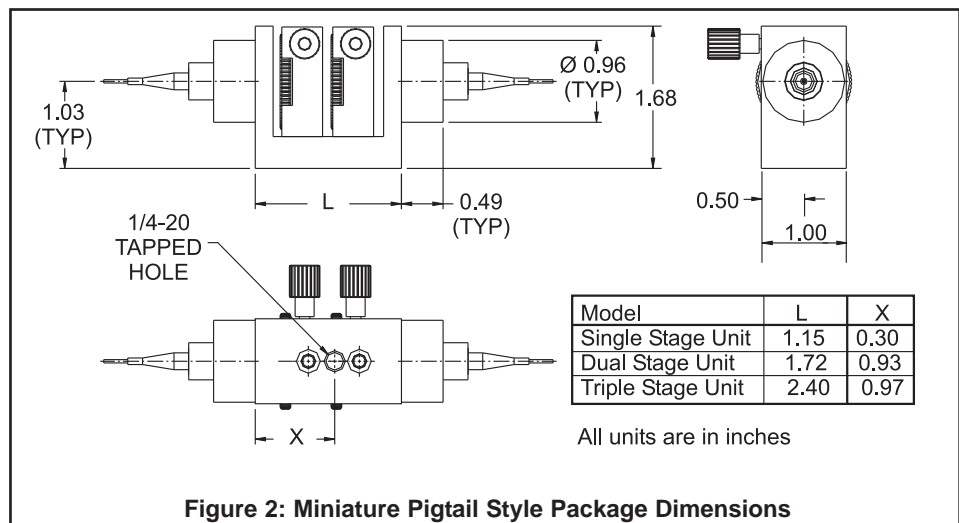 Ø 0.96
(TYP)
1.68
1.03
(TYP)
L
0.49
(TYP)
0.50
1.00
1/4-20
TAPPED
HOLE
X
Model L X
Single Stage Unit 1.15 0.30
Dual Stage Unit 1.72 0.93
Triple Stage Unit 2.40 0.97
All units are in inches
Figure 2: Miniature Pigtail Style Package Dimensions